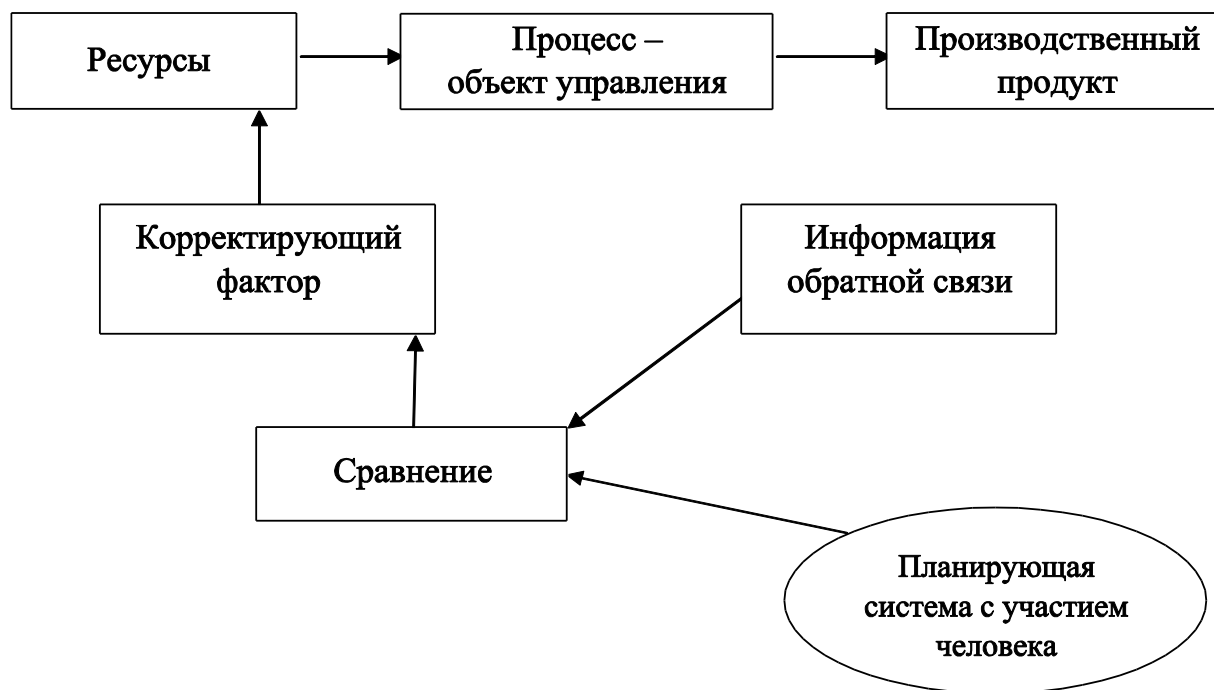 Ресурсы
Процесс –
объект управления
Производственный
продукт
Корректирующий
фактор
Информация
обратной связи
Сравнение
Планирующая
система с участием
человека